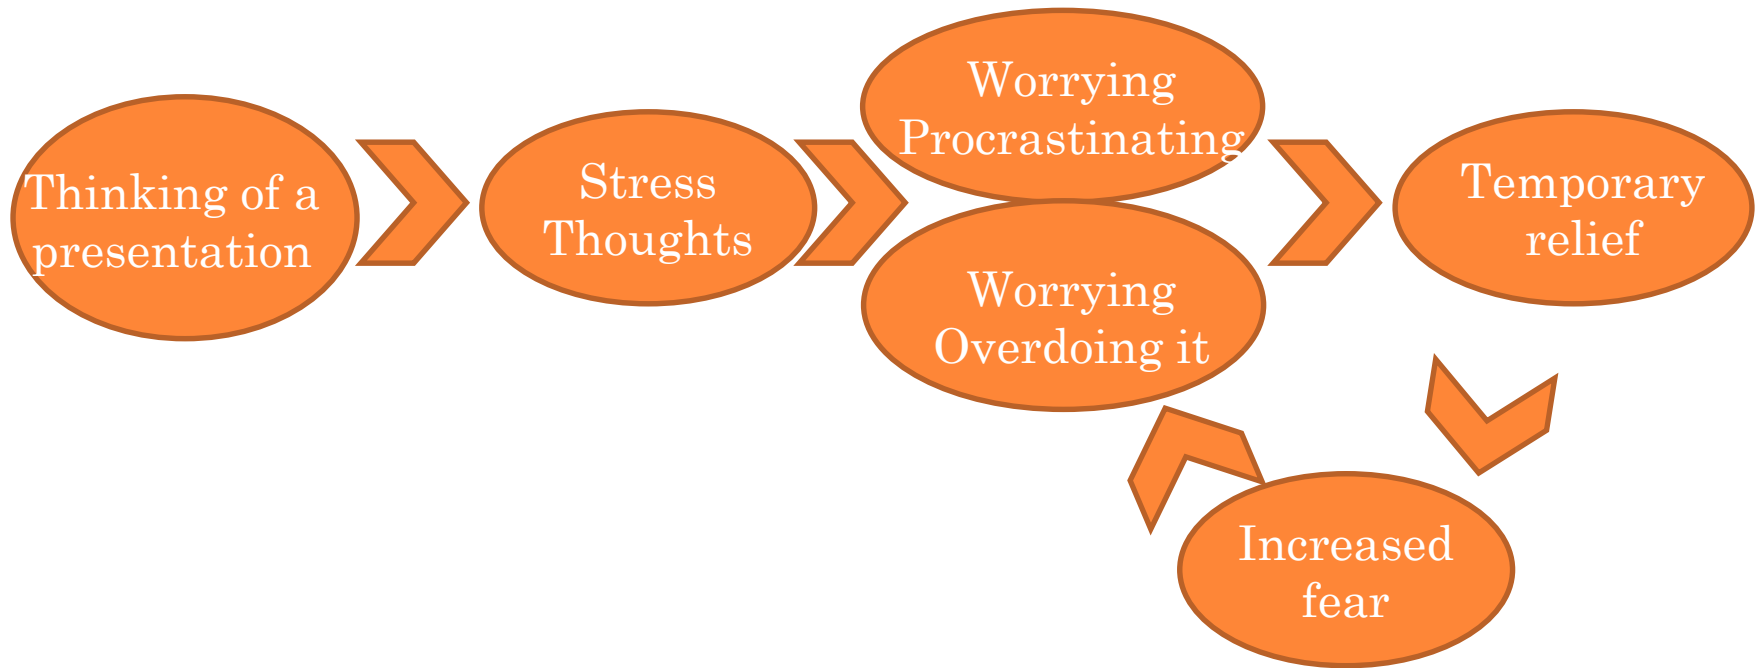 Thinking of a
presentation
Stress
Thoughts
Worrying
Procrastinating
Worrying
Overdoing it
Temporary
relief
Increased
fear